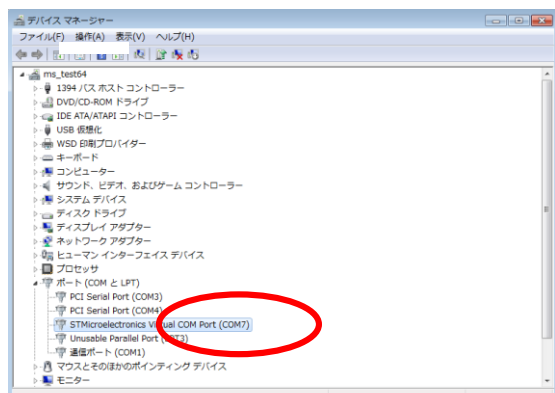 デバイス マネージャー
ファイル(F) 操作(A) 表示(V) ヘルプ(H)
ms_test64
1394 バス ホスト コントローラー
DVD/CD-ROM ドライブ
IDE ATA/ATAPI コントローラー
USB 仮想化
WSD 印刷プロバイダー
キーボード
コンピューター
サウンド、ビデオ、およびゲーム コントローラー
システム デバイス
ディスク ドライブ
ディスプレイ アダプター
ネットワーク アダプター
ヒューマン インターフェイス デバイス
プロセッサ
ポート (COM と LPT)
PCI Serial Port (COM3)
PCI Serial Port (COM4)
STMicroelectronics Virtual COM Port (COM7)
Unusable Parallel Port (LPT3)
通信ポート (COM1)
マウスとそのほかのポインティング デバイス
モニター